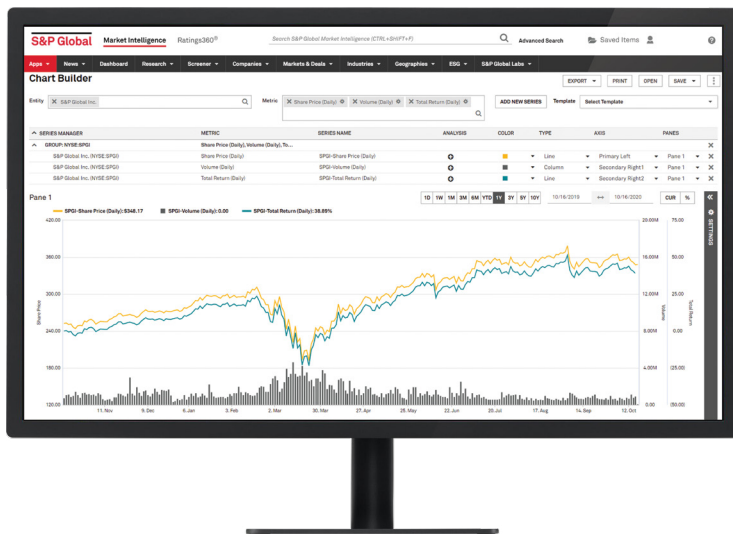 S&P Global Market Intelligence Ratings360® Search S&P Global Market Intelligence (CTRL+SHIFT+F) Advanced Search Saved Items
Apps News Dashboard Research Screener Companies Markets & Deals Industries Geographies ESG S&P Global Labs
Chart Builder
EXPORT PRINT OPEN SAVE
Entity X S&P Global Inc. Metric X Share Price (Daily) X Volume (Daily) X Total Return (Daily) X ADD NEW SERIES Template Select Template
SERIES MANAGER METRIC SERIES NAME ANALYSIS COLOR TYPE AXIS PANES
GROUP: NYSE:SPGI Share Price (Daily), Volume (Daily), To... X
S&P Global Inc. (NYSE:SPGI) Share Price (Daily) SPGI-Share Price (Daily) Line Primary Left Pane 1 X
S&P Global Inc. (NYSE:SPGI) Volume (Daily) SPGI-Volume (Daily) Column Secondary Right1 Pane 1 X
S&P Global Inc. (NYSE:SPGI) Total Return (Daily) SPGI-Total Return (Daily) Line Secondary Right2 Pane 1 X
Pane 1 1D 1W 1M 3M 6M YTD 1Y 3Y 5Y 10Y 10/16/2019 10/16/2020 CUR %
SPGI-Share Price (Daily): $348.17 SPGI-Volume (Daily): 0.00 SPGI-Total Return (Daily): 38.89%
SETTINGS
420.00 20.00M 75.00
360.00 16.00M 50.00
300.00 12.00M 25.00
Share Price Volume Total Return
240.00 8.00M 0.00
180.00 4.00M (25.00)
120.00 0.00 (50.00)
11. Nov 9. Dec 6. Jan 3. Feb 2. Mar 30. Mar 27. Apr 25. May 22. Jun 20. Jul 17. Aug 14. Sep 12. Oct